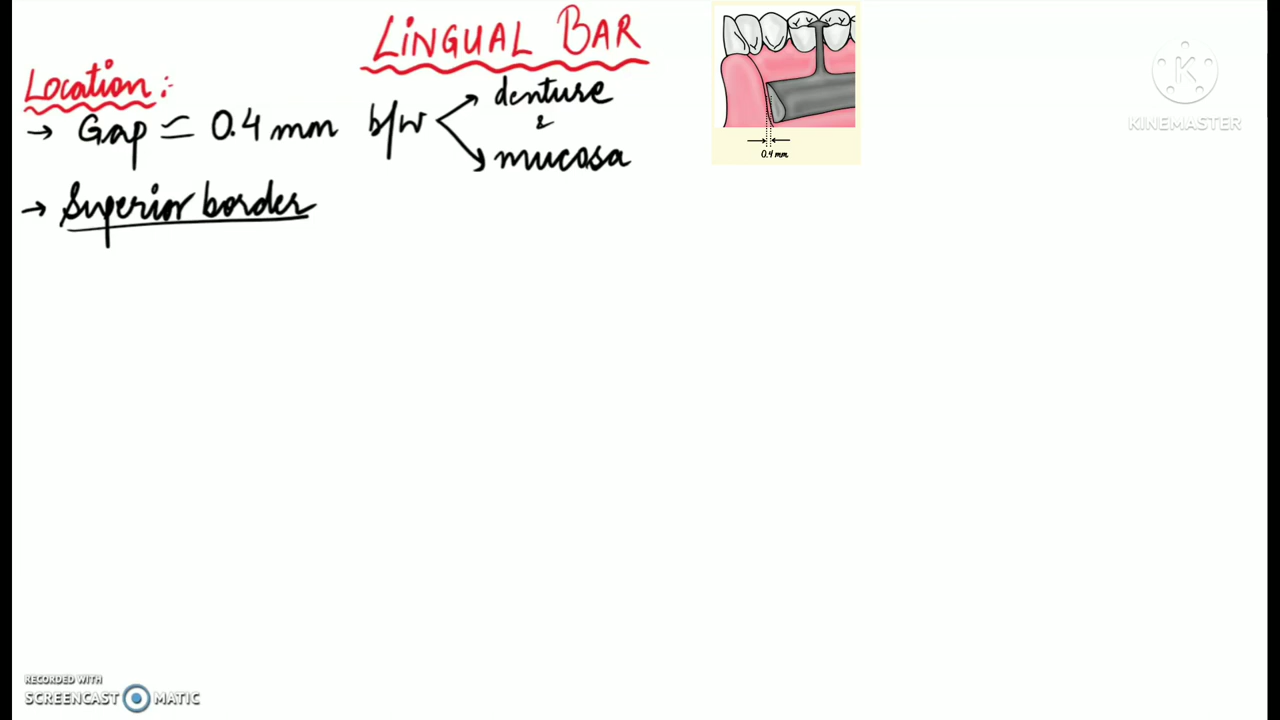 LINGUAL BAR
Location :-
→ Gap ≃ 0.4 mm b/w denture
&
mucosa
→ Superior border
0.4 mm
KINEMASTER
RECORDED WITH
SCREENCAST MATIC